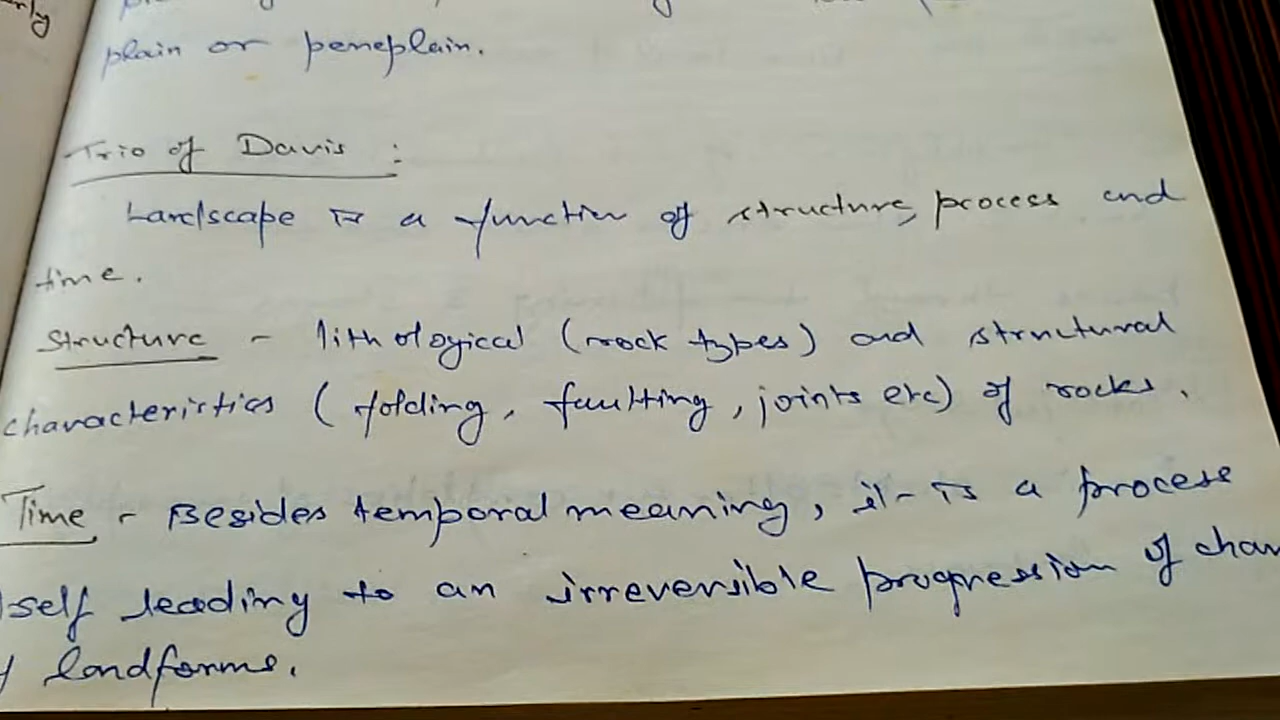 plain or peneplain.
Trio of Davis :
Landscape is a function of structure, process and
time.
Structure - lithological (rock types) and structural
characteristics (folding, faulting, joints etc) of rocks.
Time - Besides temporal meaning, it is a process
itself leading to an irreversible progression of chan
landforms.